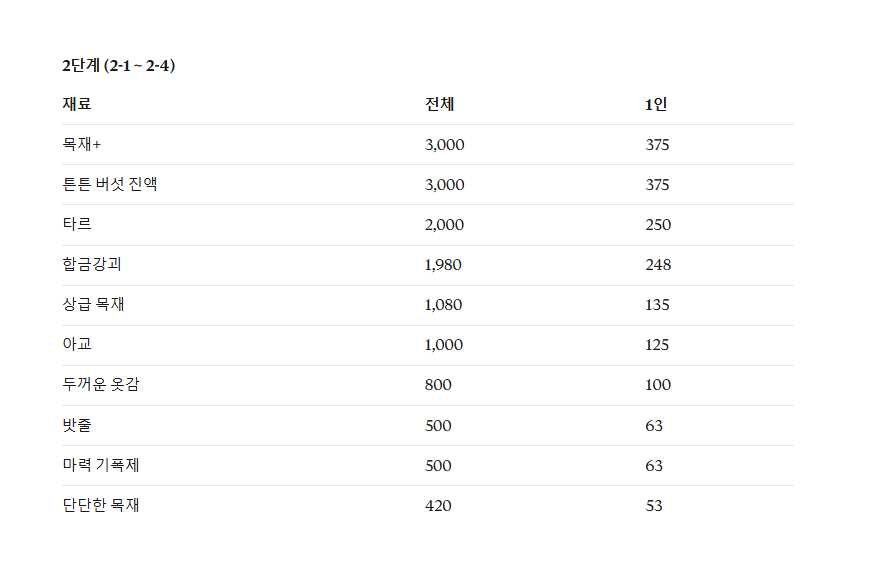 2단계 (2-1 ~ 2-4)
재료 전체 1인
목재+ 3,000 375
튼튼 버섯 진액 3,000 375
타르 2,000 250
합금강괴 1,980 248
상급 목재 1,080 135
아교 1,000 125
두꺼운 옷감 800 100
밧줄 500 63
마력 기폭제 500 63
단단한 목재 420 53